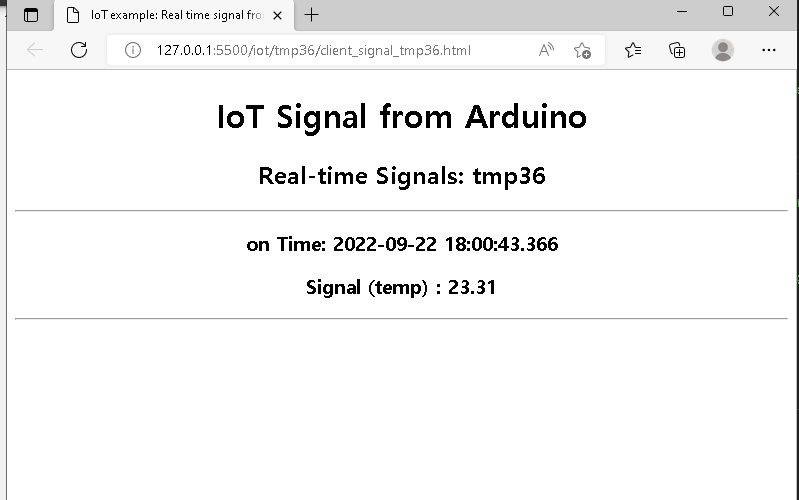 IoT example: Real time signal fro
127.0.0.1:5500/iot/tmp36/client_signal_tmp36.html
IoT Signal from Arduino
Real-time Signals: tmp36
on Time: 2022-09-22 18:00:43.366
Signal (temp) : 23.31